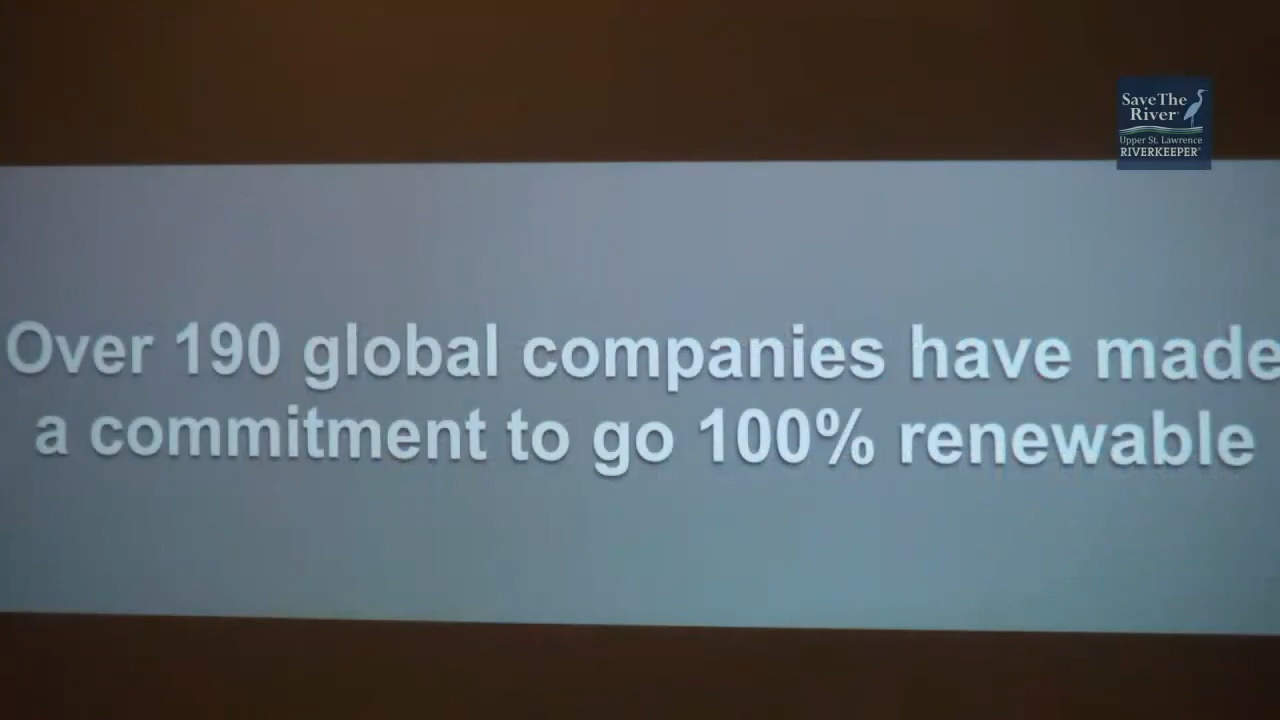 Save The
River
Upper St. Lawrence
RIVERKEEPER®
Over 190 global companies have made
a commitment to go 100% renewable